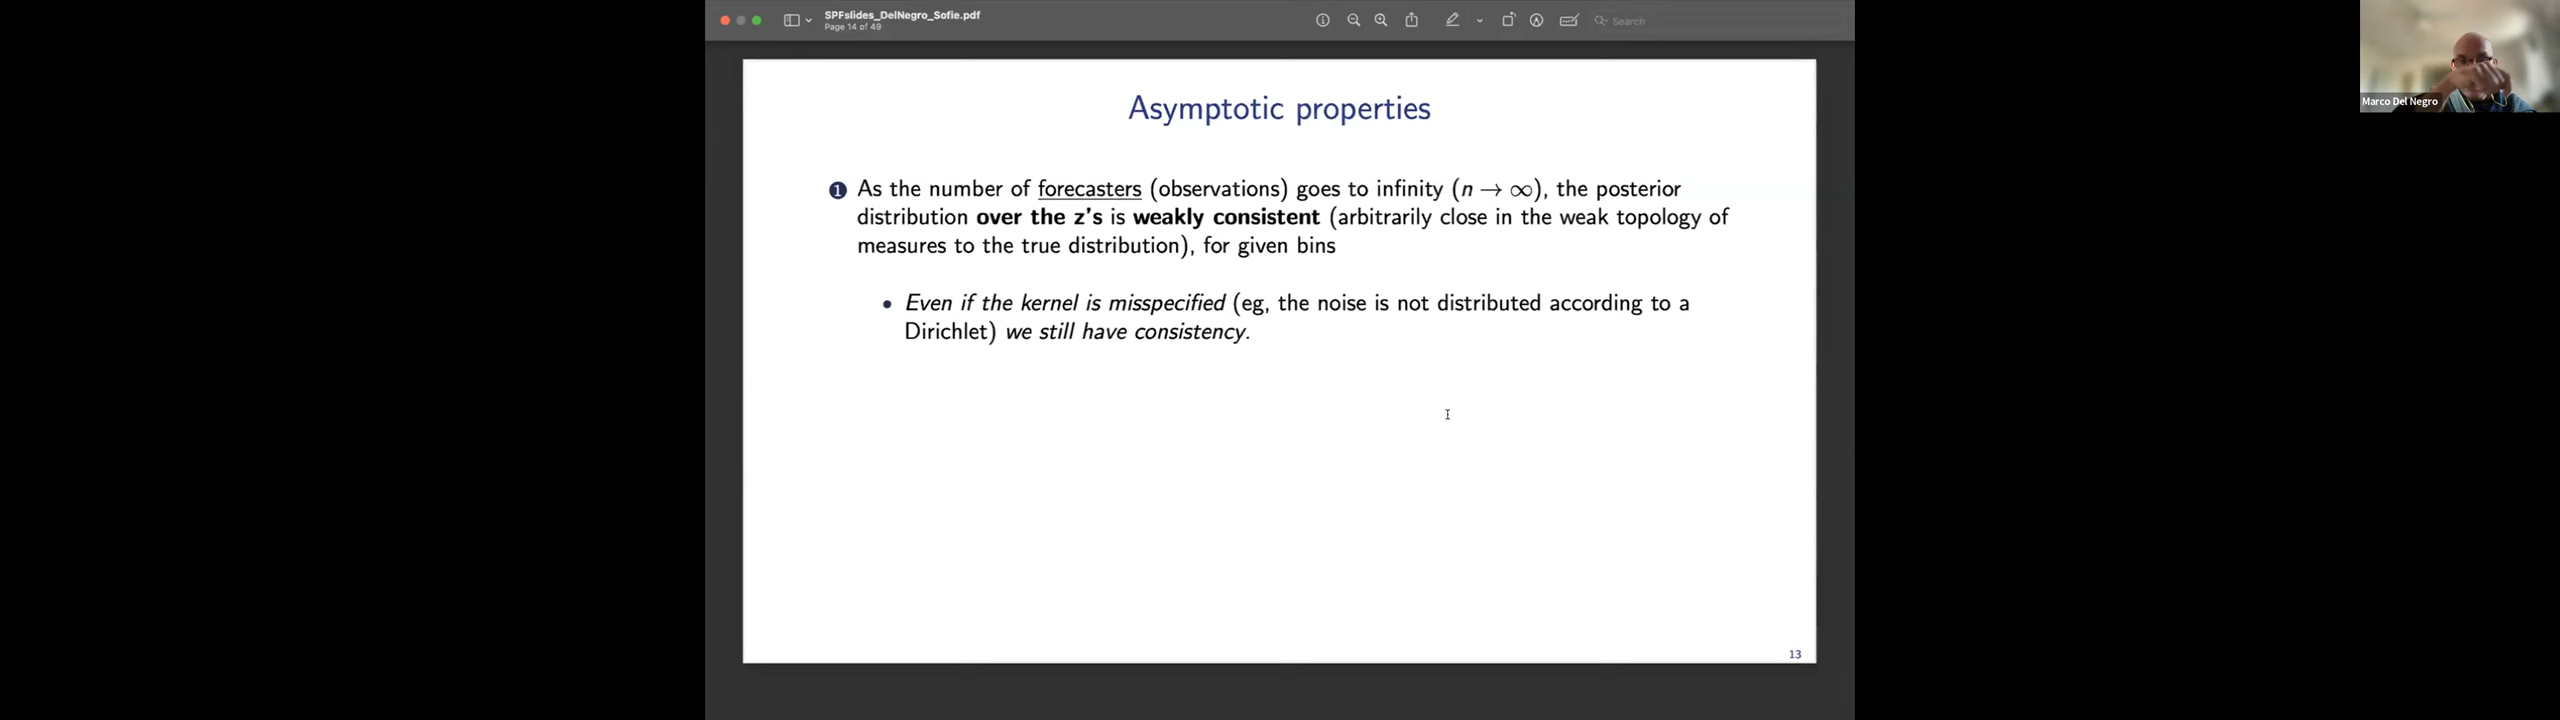 SPFslides_DelNegro_Sofie.pdf
Page 14 of 49
Search
Marco Del Negro
Asymptotic properties
1 As the number of forecasters (observations) goes to infinity (n → ∞), the posterior
distribution over the z's is weakly consistent (arbitrarily close in the weak topology of
measures to the true distribution), for given bins
• Even if the kernel is misspecified (eg, the noise is not distributed according to a
Dirichlet) we still have consistency.
13